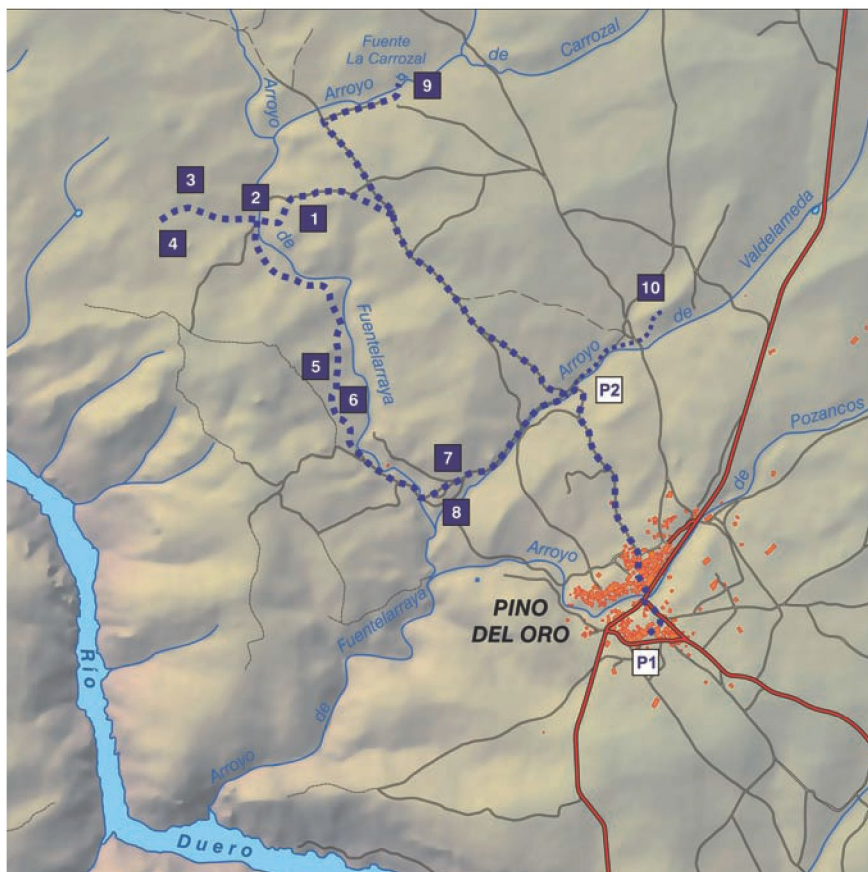 Fuente
La Carrozal
de
Carrozal
Arroyo
9
Arroyo
3
2
1
4
de
Valdelameda
10
de
Fuentelarraya
5
Arroyo
6
P2
Pozancos
7
de
8
Arroyo
PINO
DEL ORO
Fuentelarraya
P1
Río
de
Arroyo
Duero